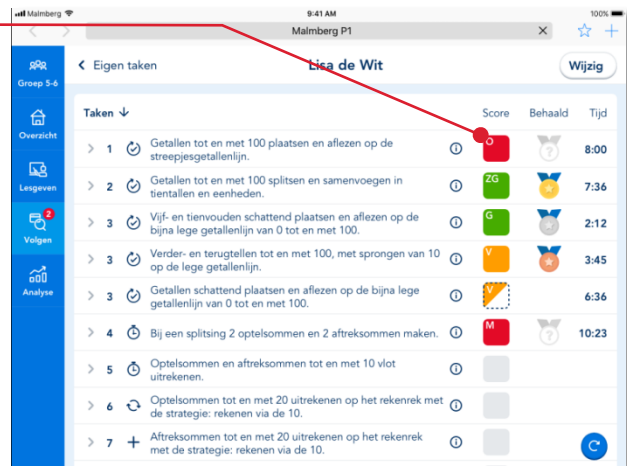 Malmberg
9:41 AM
100%
Malmberg P1
Groep 5-6
Eigen taken
Lisa de Wit
Wijzig
Overzicht
Lesgeven
2
Volgen
Analyse
Taken
Score
Behaald
Tijd
1
Getallen tot en met 100 plaatsen en aflezen op de
streepjesgetallenlijn.
O
?
8:00
2
Getallen tot en met 100 splitsen en samenvoegen in
tientallen en eenheden.
ZG
7:36
3
Vijf- en tienvouden schattend plaatsen en aflezen op de
bijna lege getallenlijn van 0 tot en met 100.
G
2:12
3
Verder- en terugtellen tot en met 100, met sprongen van 10
op de lege getallenlijn.
V
3:45
3
Getallen schattend plaatsen en aflezen op de bijna lege
getallenlijn van 0 tot en met 100.
V
6:36
4
Bij een splitsing 2 optelsommen en 2 aftreksommen maken.
M
?
10:23
5
Optelsommen en aftreksommen tot en met 10 vlot
uitrekenen.
6
Optelsommen tot en met 20 uitrekenen op het rekenrek met
de strategie: rekenen via de 10.
7
Aftreksommen tot en met 20 uitrekenen op het rekenrek
met de strategie: rekenen via de 10.